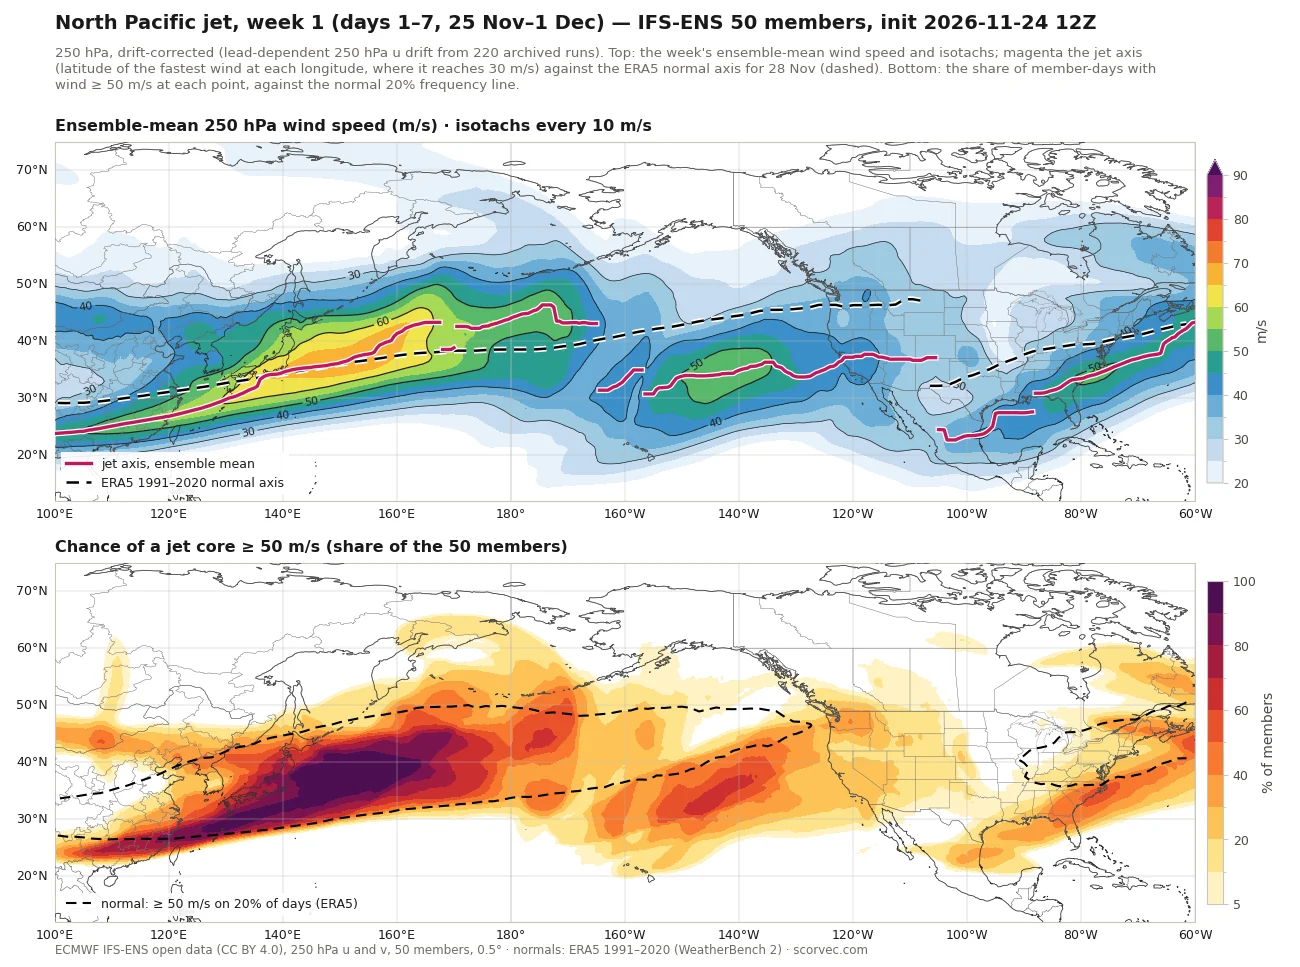 North Pacific jet, week 1 (days 1–7, 25 Nov–1 Dec) — IFS-ENS 50 members, init 2026-11-24 12Z
250 hPa, drift-corrected (lead-dependent 250 hPa u drift from 220 archived runs). Top: the week's ensemble-mean wind speed and isotachs; magenta the jet axis
(latitude of the fastest wind at each longitude, where it reaches 30 m/s) against the ERA5 normal axis for 28 Nov (dashed). Bottom: the share of member-days with
wind ≥ 50 m/s at each point, against the normal 20% frequency line.
Ensemble-mean 250 hPa wind speed (m/s) · isotachs every 10 m/s
70°N
60°N
50°N
40°N
30°N
20°N
40
30
30
60
50
40
30
50
40
30
40
50
90
80
70
60
50
40
30
20
m/s
jet axis, ensemble mean
ERA5 1991–2020 normal axis
100°E 120°E 140°E 160°E 180° 160°W 140°W 120°W 100°W 80°W 60°W
Chance of a jet core ≥ 50 m/s (share of the 50 members)
70°N
60°N
50°N
40°N
30°N
20°N
100
80
60
40
20
5
% of members
normal: ≥ 50 m/s on 20% of days (ERA5)
100°E 120°E 140°E 160°E 180° 160°W 140°W 120°W 100°W 80°W 60°W
ECMWF IFS-ENS open data (CC BY 4.0), 250 hPa u and v, 50 members, 0.5° · normals: ERA5 1991–2020 (WeatherBench 2) · scorvec.com